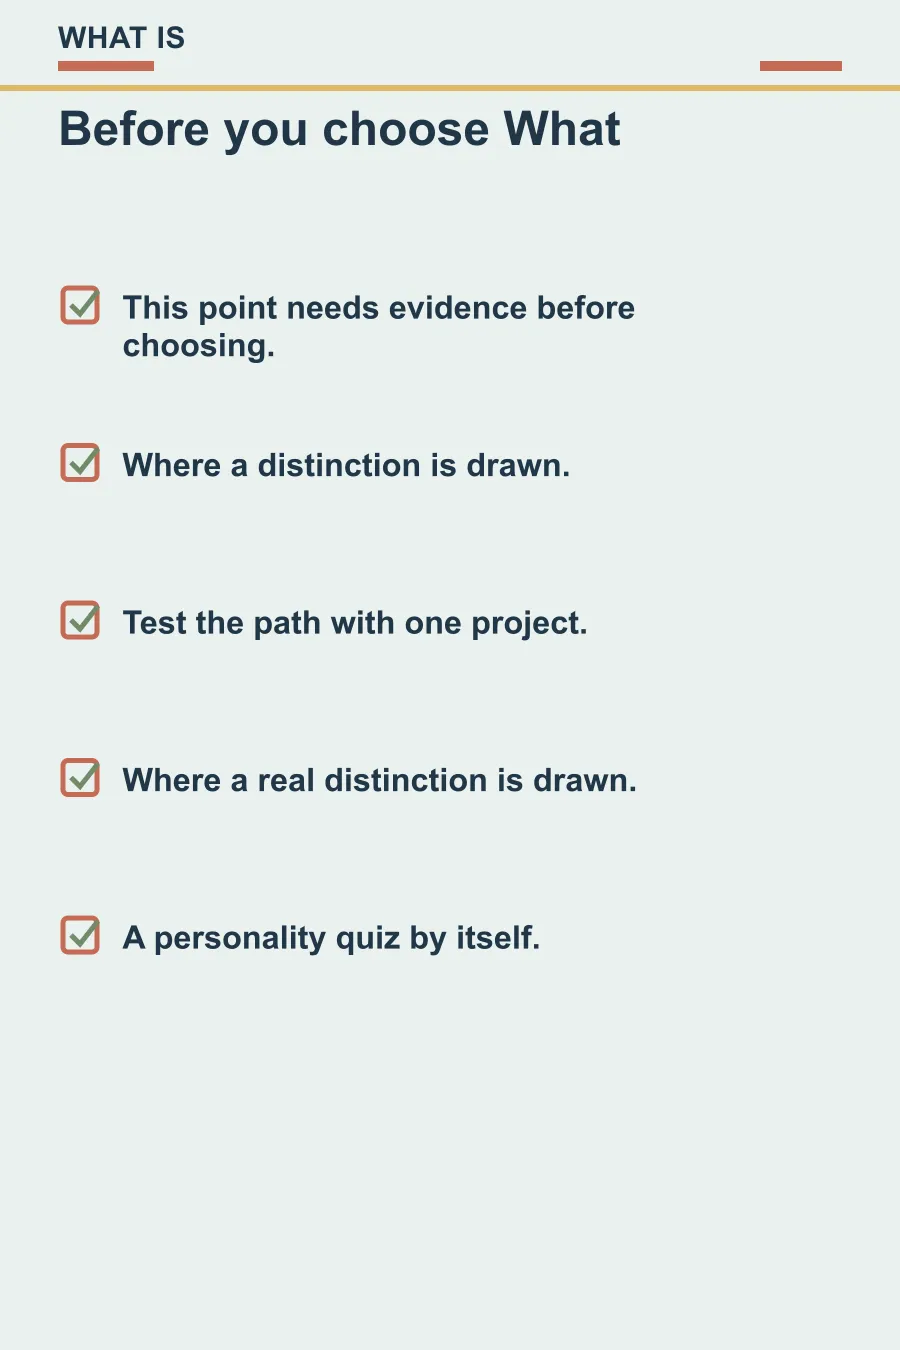 WHAT IS
Before you choose What
This point needs evidence before
choosing.
Where a distinction is drawn.
Test the path with one project.
Where a real distinction is drawn.
A personality quiz by itself.